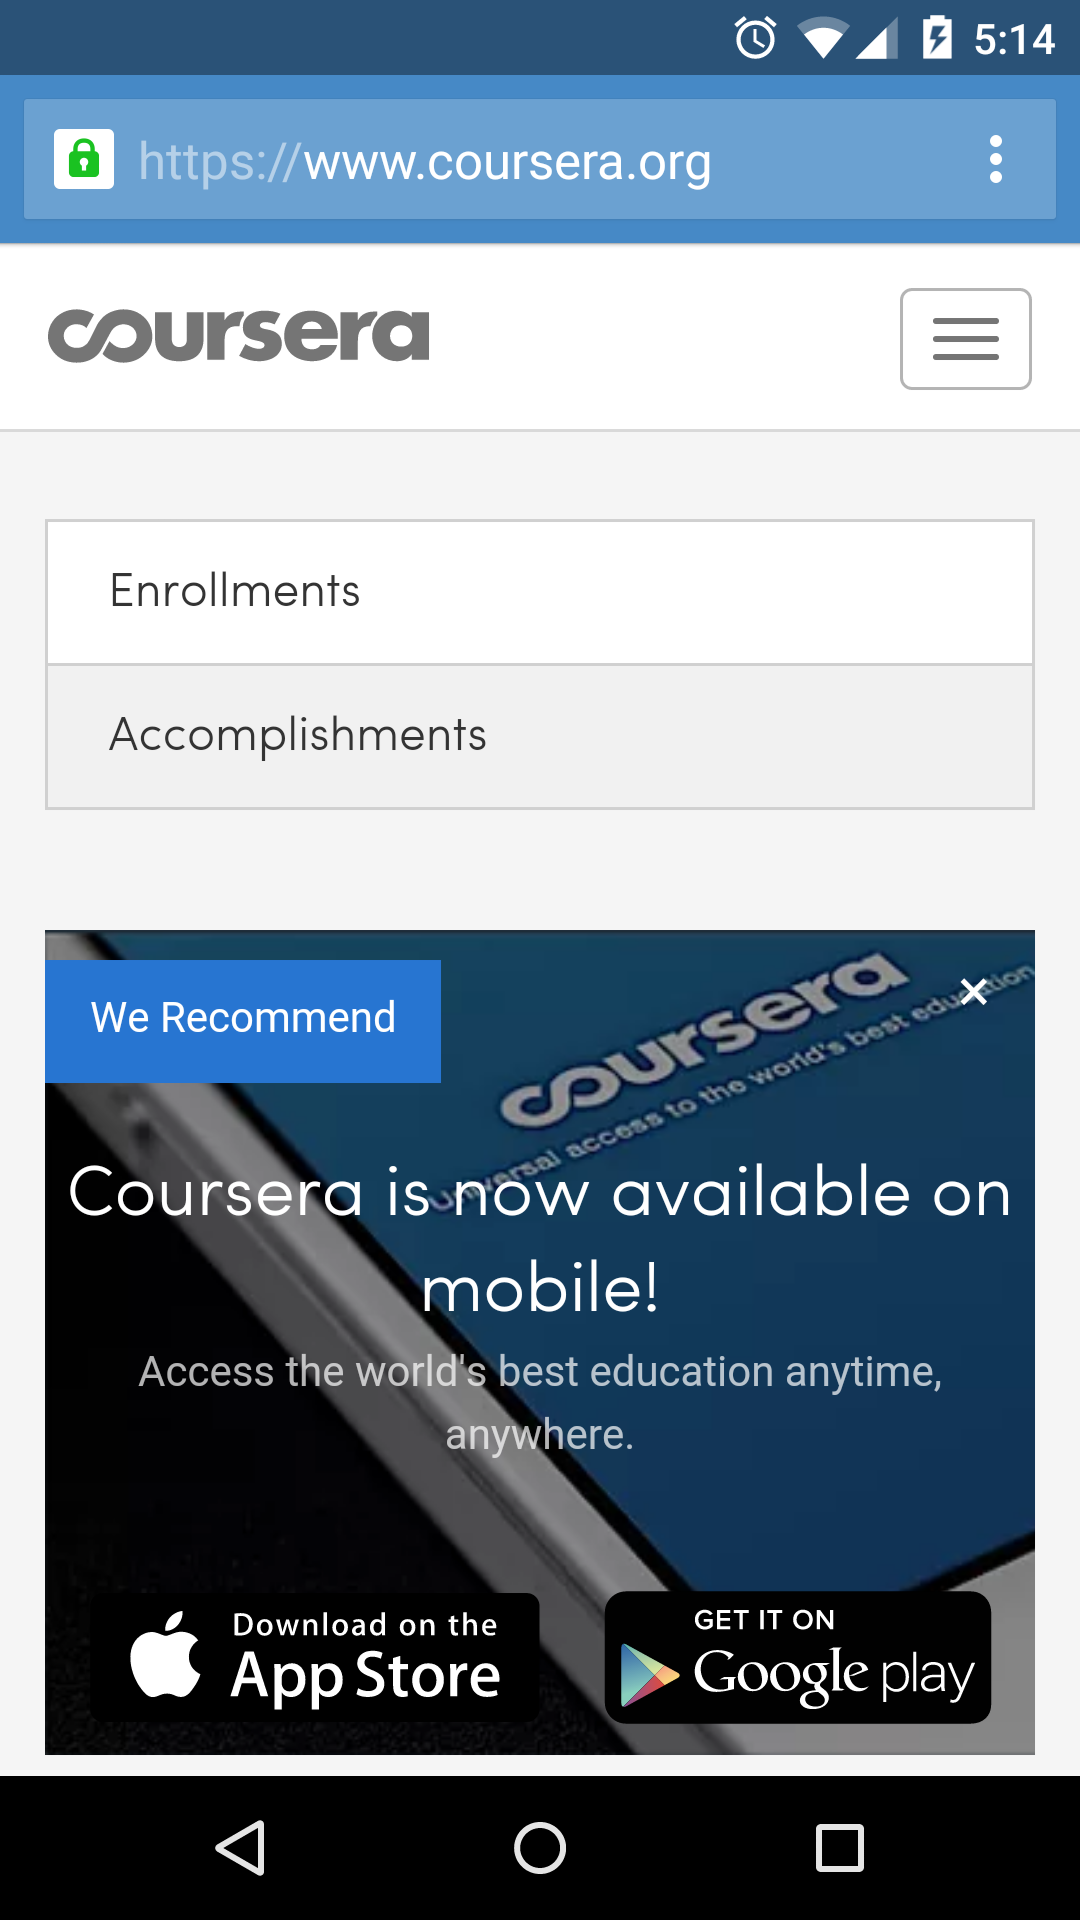 5:14
https://www.coursera.org
coursera
Enrollments
Accomplishments
We Recommend
coursera
Universal access to the world's best education
Coursera is now available on
mobile!
Access the world's best education anytime,
anywhere.
Download on the
App Store
GET IT ON
Google play